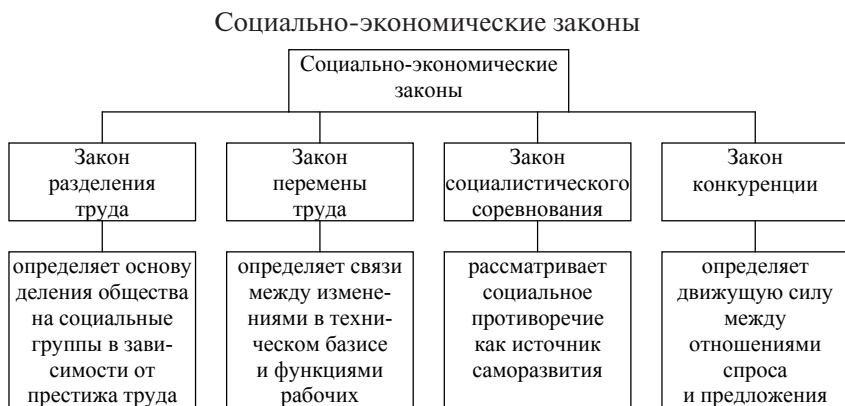 Социально-экономические законы
Социально-экономические
законы
Закон
разделения
труда
Закон
перемены
труда
Закон
социалистического
соревнования
Закон
конкуренции
определяет основу
деления общества
на социальные
группы в зави-
симости от
престижа труда
определяет связи
между измене-
ниями в техни-
ческом базисе
и функциями
рабочих
рассматривает
социальное
противоречие
как источник
саморазвития
определяет
движущую силу
между
отношениями
спроса
и предложения